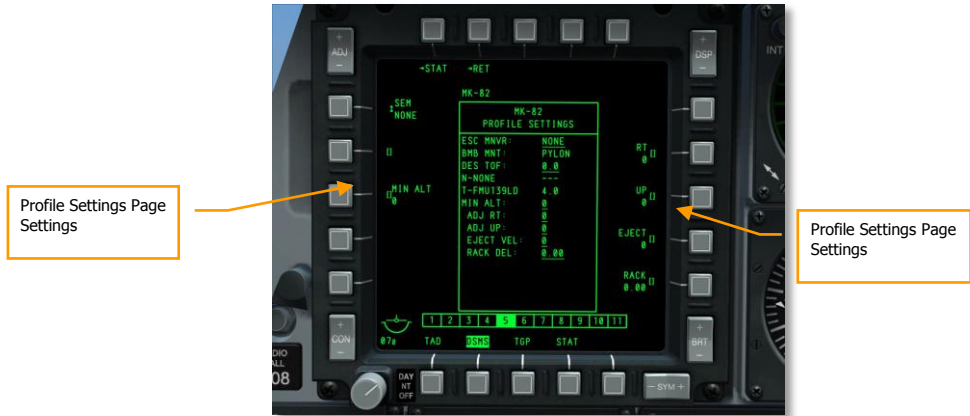 Profile Settings Page
Settings
ADJ
DSP
INT
→STAT →RET
MK-82
SEM
NONE
MK-82
PROFILE SETTINGS
ESC MNVR: NONE
BMB MNT: PYLON
DES TOF: 0.0
N-NONE ---
T-FMU139LD 4.0
MIN ALT: 0
ADJ RT: 0
ADJ UP: 0
EJECT VEL: 0
RACK DEL: 0.00
[]
[]MIN ALT
0
RT []
0
UP []
0
EJECT []
0
RACK []
0.00
1 2 3 4 5 6 7 8 9 10 11
TAD DSMS TGP STAT
CON
BRT
DAY
NT
OFF
- SYM +
08
Profile Settings Page
Settings